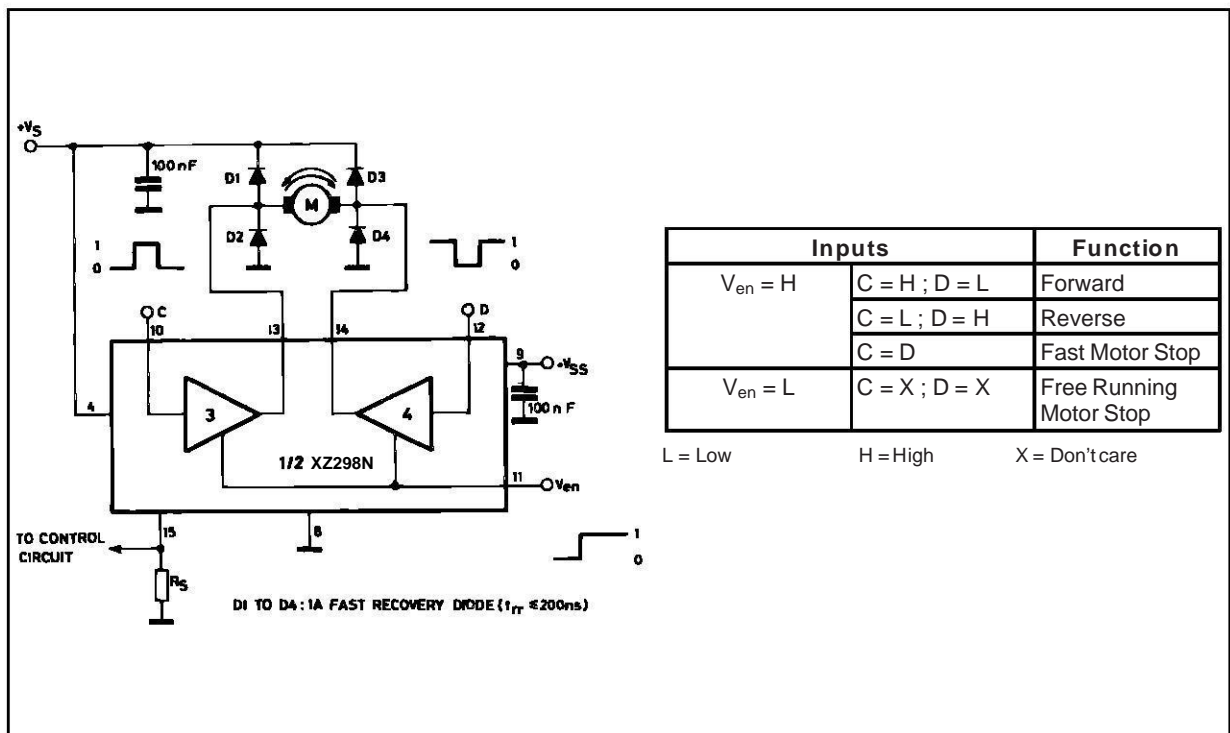 +VS
100nF
D1
D3
M
D2
D4
1
0
1
0
C
D
10
13
14
12
9
+VSS
4
3
4
100nF
1/2 XZ298N
11
Ven
15
8
1
0
TO CONTROL
CIRCUIT
RS
D1 TO D4 : 1A FAST RECOVERY DIODE (trr ≤200ns)
Inputs Function
Ven = H C = H ; D = L Forward
C = L ; D = H Reverse
C = D Fast Motor Stop
Ven = L C = X ; D = X Free Running
Motor Stop
L = Low H = High X = Don't care